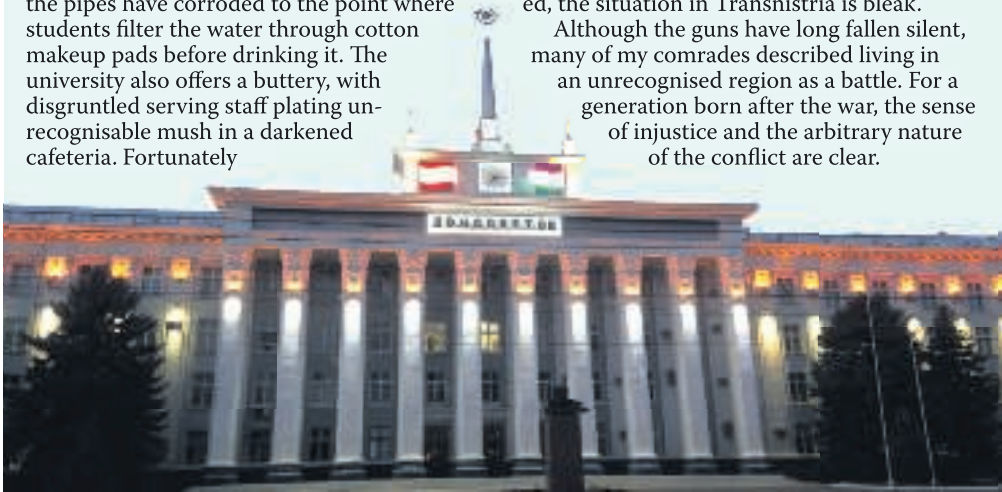 the pipes have corroded to the point where
students filter the water through cotton
makeup pads before drinking it. The
university also offers a buttery, with
disgruntled serving staff plating un-
recognisable mush in a darkened
cafeteria. Fortunately
ed, the situation in Transnistria is bleak.
Although the guns have long fallen silent,
many of my comrades described living in
an unrecognised region as a battle. For a
generation born after the war, the sense
of injustice and the arbitrary nature
of the conflict are clear.